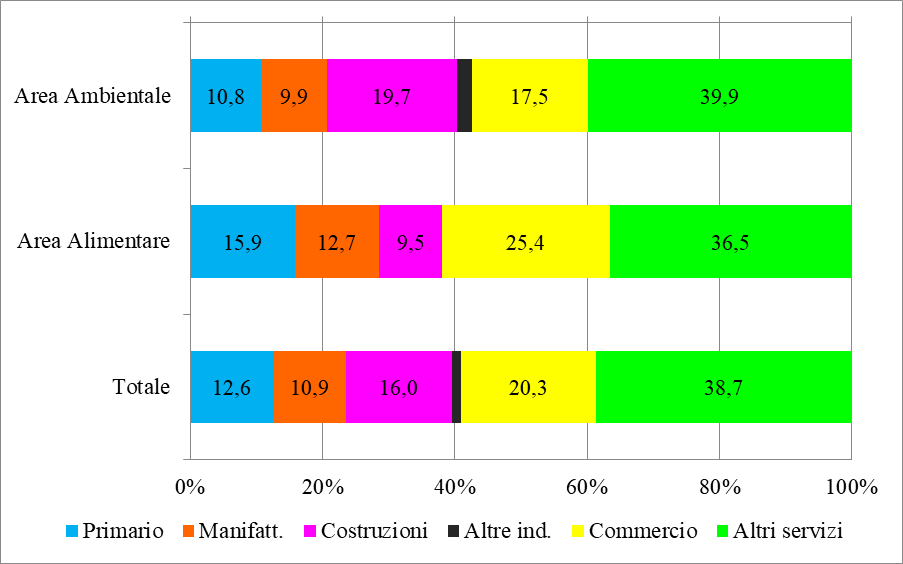 Area Ambientale 10,8 9,9 19,7 17,5 39,9
Area Alimentare 15,9 12,7 9,5 25,4 36,5
Totale 12,6 10,9 16,0 20,3 38,7
0% 20% 40% 60% 80% 100%
Primario Manifatt. Costruzioni Altre ind. Commercio Altri servizi